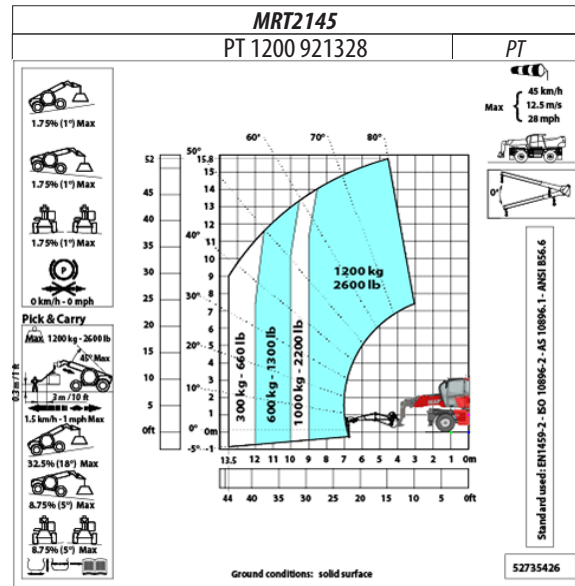 MRT2145
PT 1200 921328
PT
1.75% (1°) Max
1.75% (1°) Max
1.75% (1°) Max
P
0 km/h - 0 mph
Pick & Carry
Max 1200 kg - 2600 lb
45° Max
0.3 m / 1 ft
3 m / 10 ft
1.5 km/h - 1 mph Max
32.5% (18°) Max
8.75% (5°) Max
8.75% (5°) Max
50°
60°
70°
80°
40°
30°
20°
10°
0°
-5°
52
45
40
35
30
25
20
15
10
5
0ft
15.8
15
14
13
12
11
10
9
8
7
6
5
4
3
2
1
0m
-1
300 kg - 660 lb
600 kg - 1300 lb
1000 kg - 2200 lb
1200 kg
2600 lb
13.5 12 11 10 9 8 7 6 5 4 3 2 1 0m
44 40 35 30 25 20 15 10 5 0ft
Max
45 km/h
12.5 m/s
28 mph
0°
Standard used : EN1459-2 - ISO 10896-2 - AS 10896.1 - ANSI B56.6
Ground conditions: solid surface
52735426